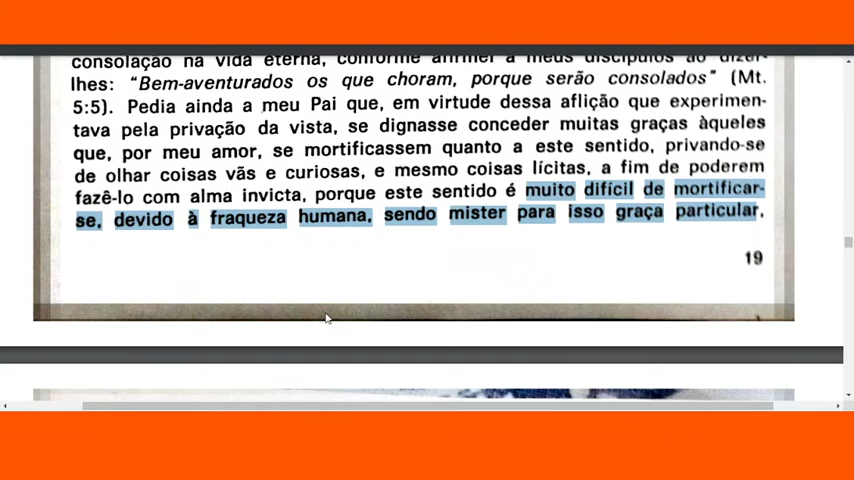 consolação na vida eterna, conforme afirmei a meus discípulos ao dizer-
lhes: "Bem-aventurados os que choram, porque serão consolados" (Mt.
5:5). Pedia ainda a meu Pai que, em virtude dessa aflição que experimen-
tava pela privação da vista, se dignasse conceder muitas graças àqueles
que, por meu amor, se mortificassem quanto a este sentido, privando-se
de olhar coisas vãs e curiosas, e mesmo coisas lícitas, a fim de poderem
fazê-lo com alma invicta, porque este sentido é muito difícil de mortificar-
se, devido à fraqueza humana, sendo mister para isso graça particular.
19